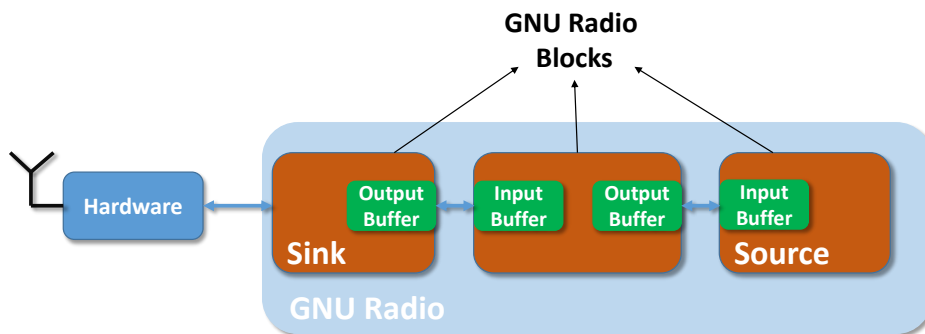 GNU Radio
Blocks
Hardware
Output
Buffer
Input
Buffer
Output
Buffer
Input
Buffer
Sink
Source
GNU Radio